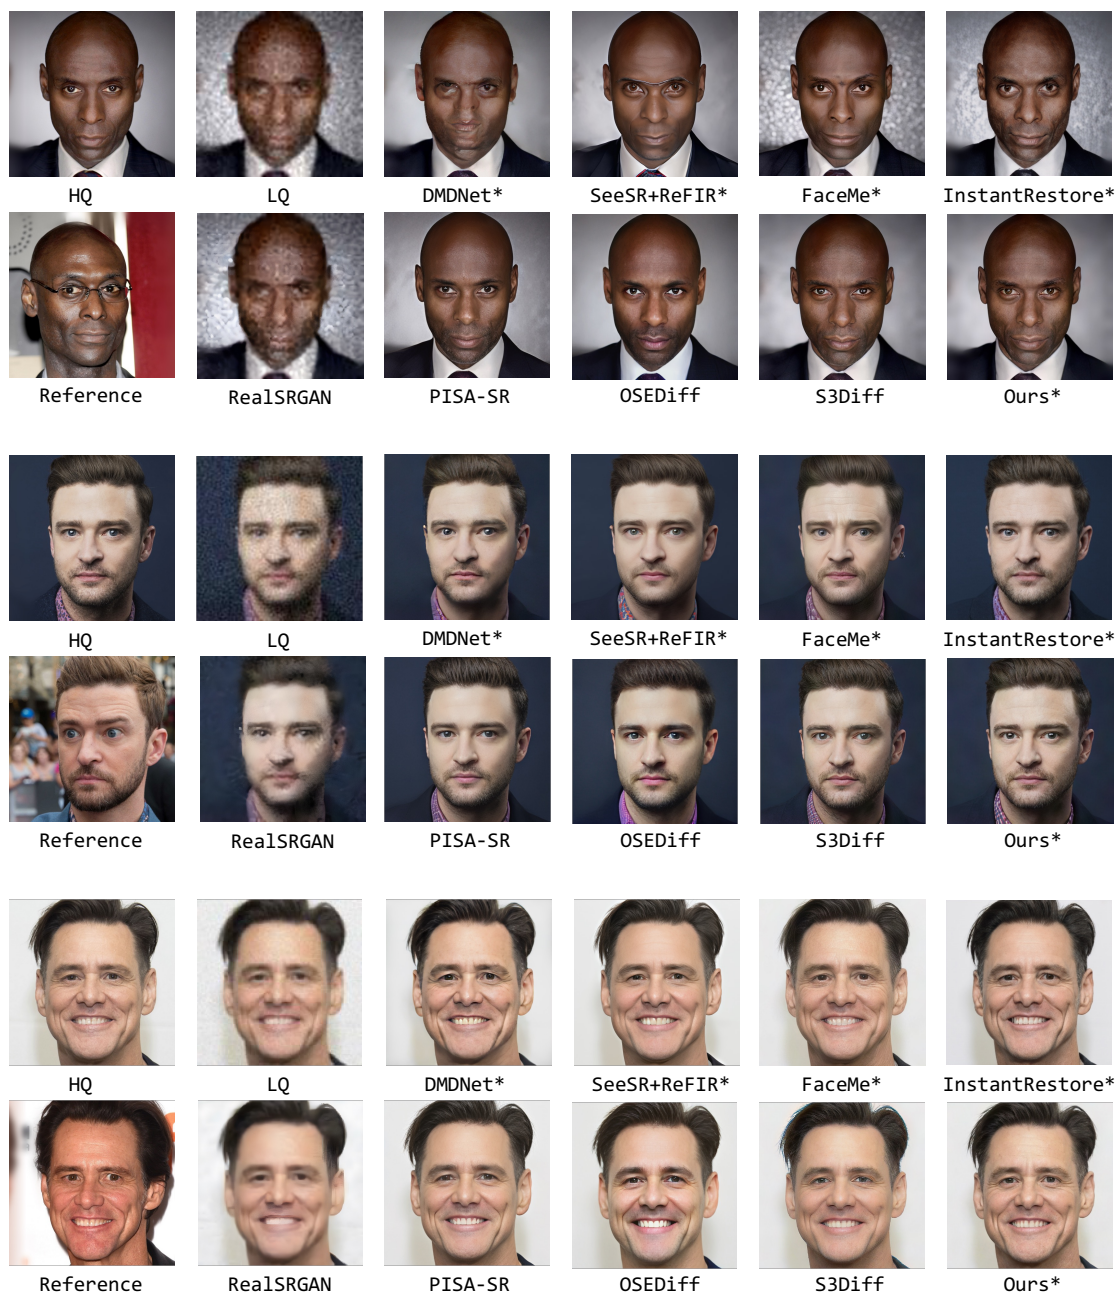 HQ LQ DMDNet* SeeSR+ReFIR* FaceMe* InstantRestore*
Reference RealSRGAN PISA-SR OSEDiff S3Diff Ours*
HQ LQ DMDNet* SeeSR+ReFIR* FaceMe* InstantRestore*
Reference RealSRGAN PISA-SR OSEDiff S3Diff Ours*
HQ LQ DMDNet* SeeSR+ReFIR* FaceMe* InstantRestore*
Reference RealSRGAN PISA-SR OSEDiff S3Diff Ours*